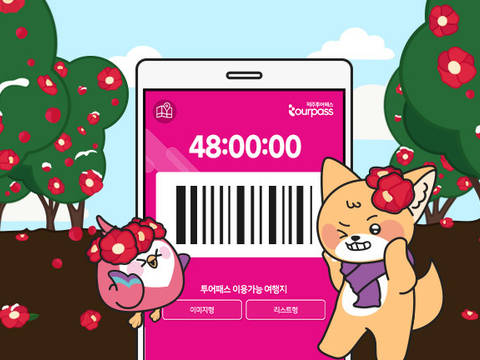 제주투어패스
tourpass
48:00:00
투어패스 이용가능 여행지
이미지형
리스트형